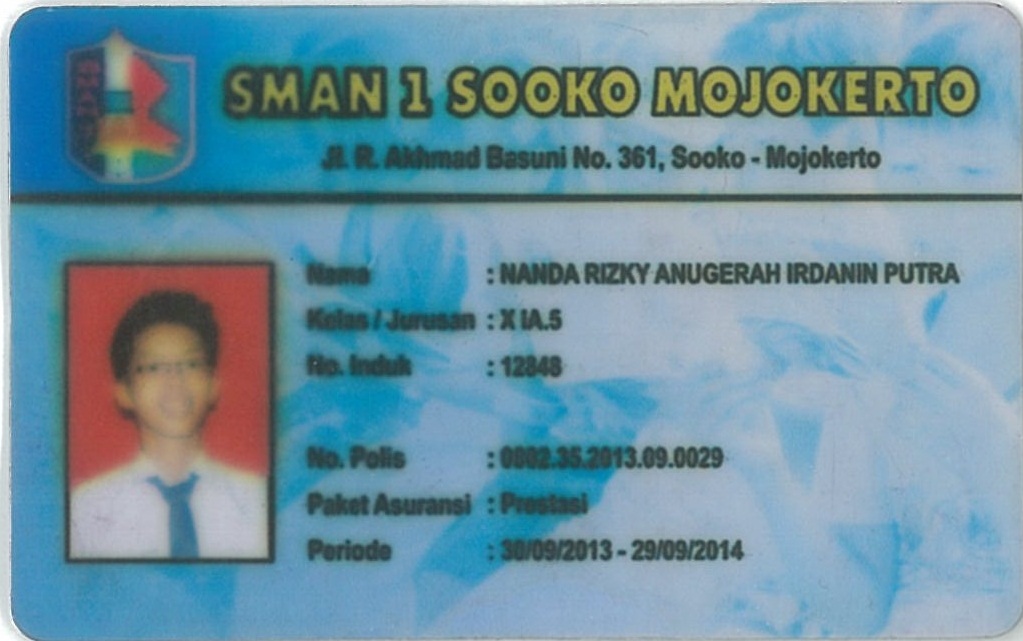 SMAN 1 SOOKO MOJOKERTO
Jl. R. Akhmad Basuni No. 361, Sooko - Mojokerto
Nama : NANDA RIZKY ANUGERAH IRDANIN PUTRA
Kelas / Jurusan : X IA.5
No. Induk : 12848
No. Polis : 0802.35.2013.09.0029
Paket Asuransi : Prestasi
Periode : 30/09/2013 - 29/09/2014